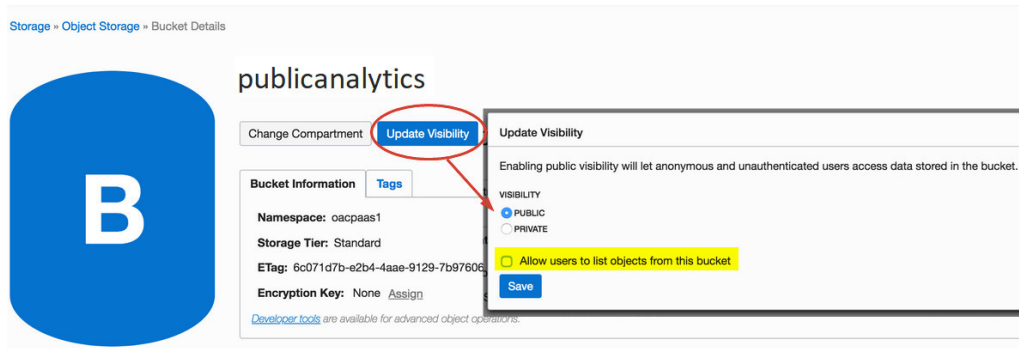 Storage » Object Storage » Bucket Details
publicanalytics
B
Change Compartment
Update Visibility
Bucket Information
Tags
Namespace: oacpaas1
Storage Tier: Standard
ETag: 6c071d7b-e2b4-4aae-9129-7b97606
Encryption Key: None Assign
Developer tools are available for advanced object operations.
Update Visibility
Enabling public visibility will let anonymous and unauthenticated users access data stored in the bucket.
VISIBILITY
PUBLIC
PRIVATE
Allow users to list objects from this bucket
Save